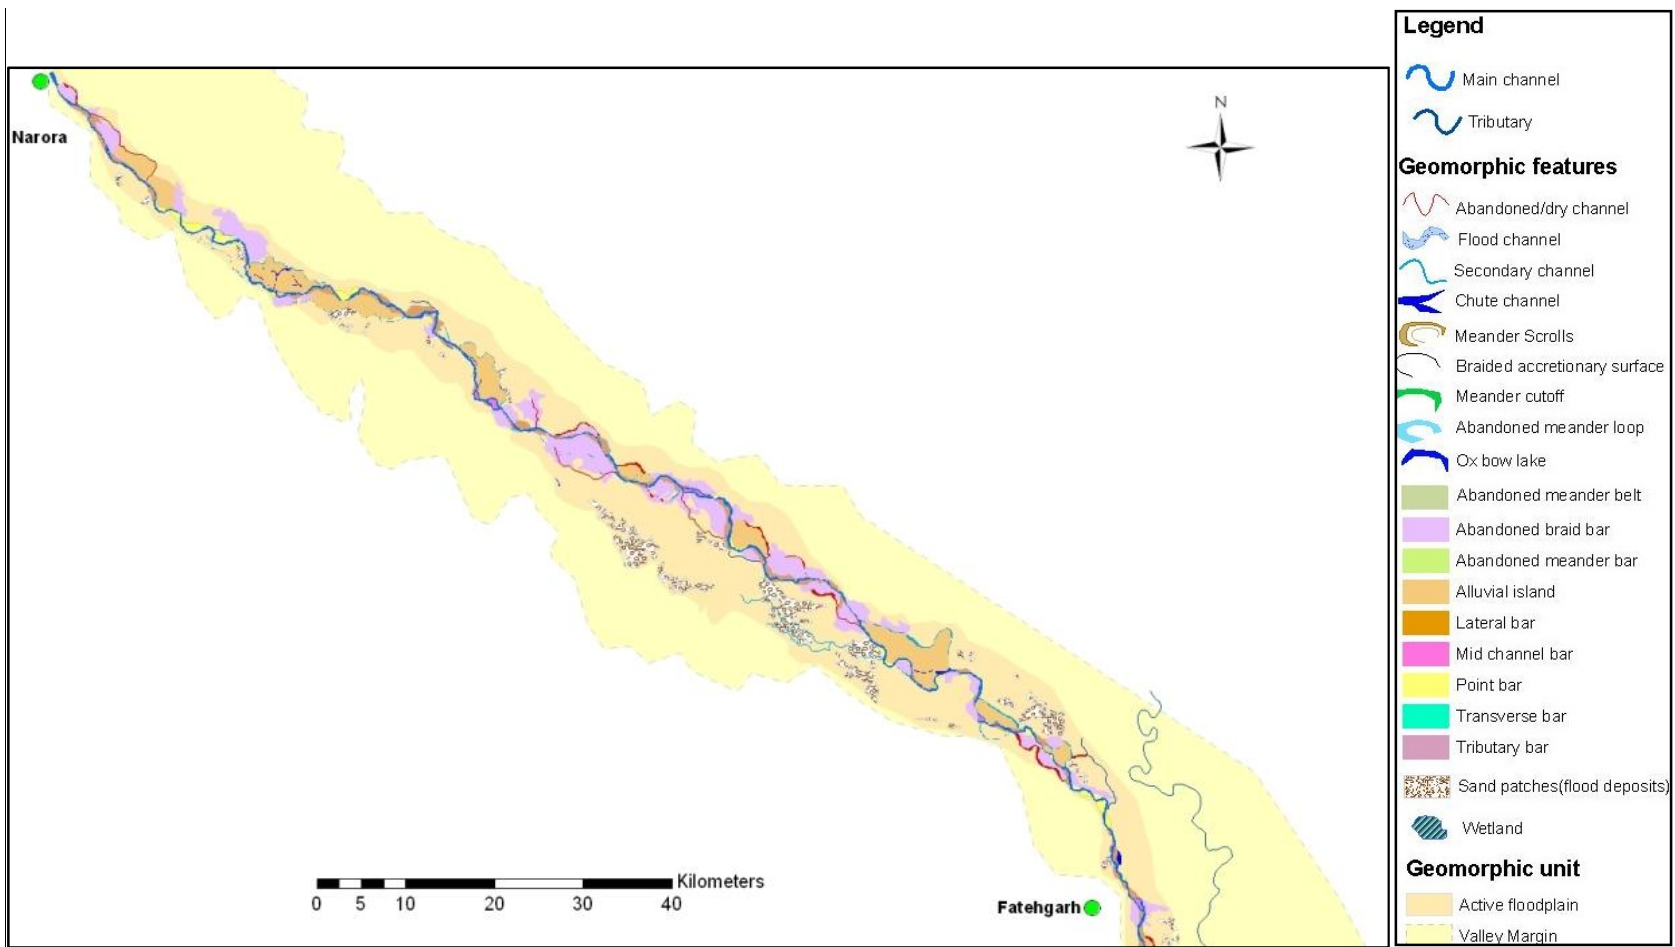 Narora
N
Kilometers
0 5 10 20 30 40
Fatehgarh
Legend
Main channel
Tributary
Geomorphic features
Abandoned/dry channel
Flood channel
Secondary channel
Chute channel
Meander Scrolls
Braided accretionary surface
Meander cutoff
Abandoned meander loop
Ox bow lake
Abandoned meander belt
Abandoned braid bar
Abandoned meander bar
Alluvial island
Lateral bar
Mid channel bar
Point bar
Transverse bar
Tributary bar
Sand patches(flood deposits)
Wetland
Geomorphic unit
Active floodplain
Valley Margin